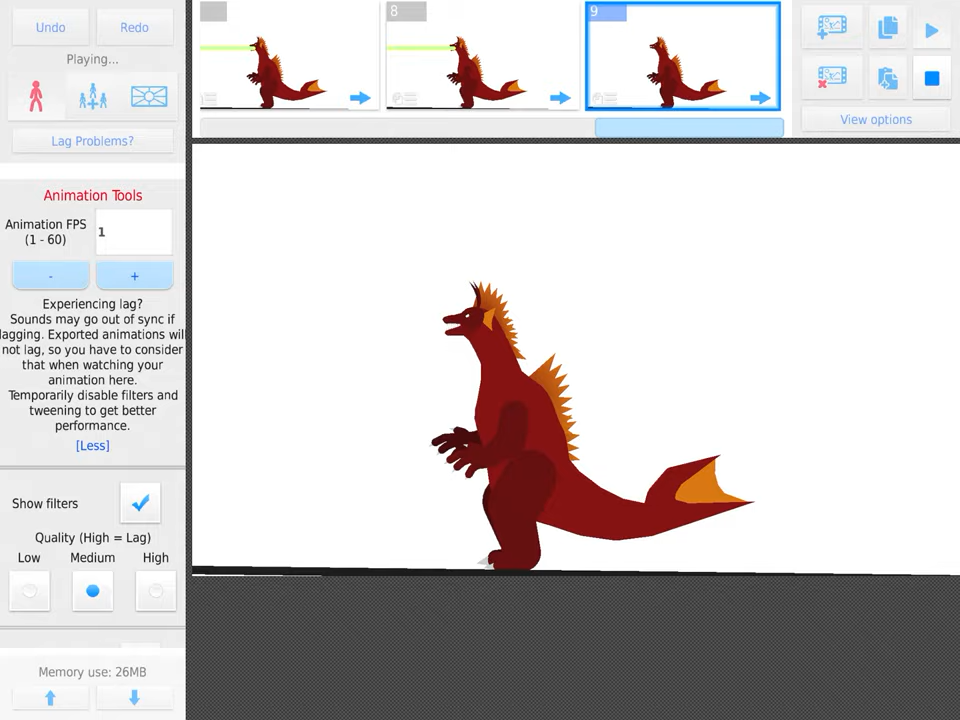 Undo
Redo
Playing...
Lag Problems?
Animation Tools
Animation FPS
(1 - 60)
1
-
+
Experiencing lag?
Sounds may go out of sync if
lagging. Exported animations will
not lag, so you have to consider
that when watching your
animation here.
Temporarily disable filters and
tweening to get better
performance.
[Less]
Show filters
Quality (High = Lag)
Low
Medium
High
Memory use: 26MB
8
9
View options